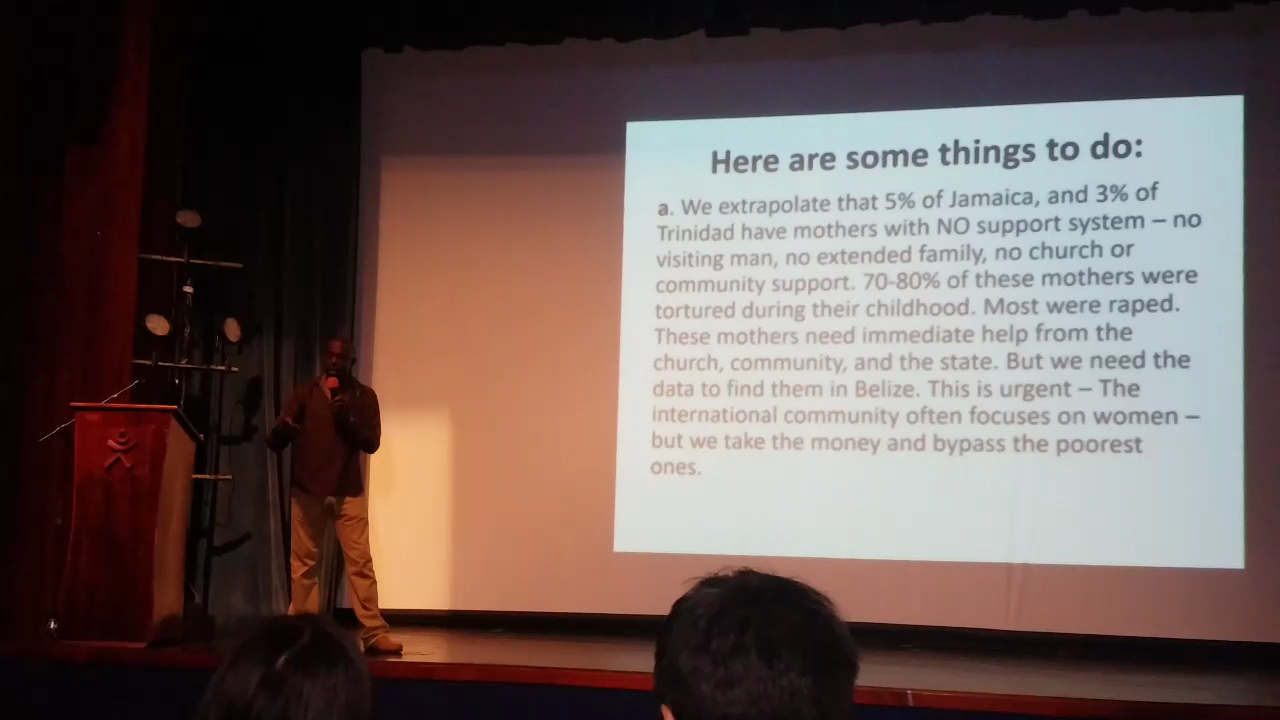 Here are some things to do:
a. We extrapolate that 5% of Jamaica, and 3% of
Trinidad have mothers with NO support system – no
visiting man, no extended family, no church or
community support. 70-80% of these mothers were
tortured during their childhood. Most were raped.
These mothers need immediate help from the
church, community, and the state. But we need the
data to find them in Belize. This is urgent – The
international community often focuses on women –
but we take the money and bypass the poorest
ones.